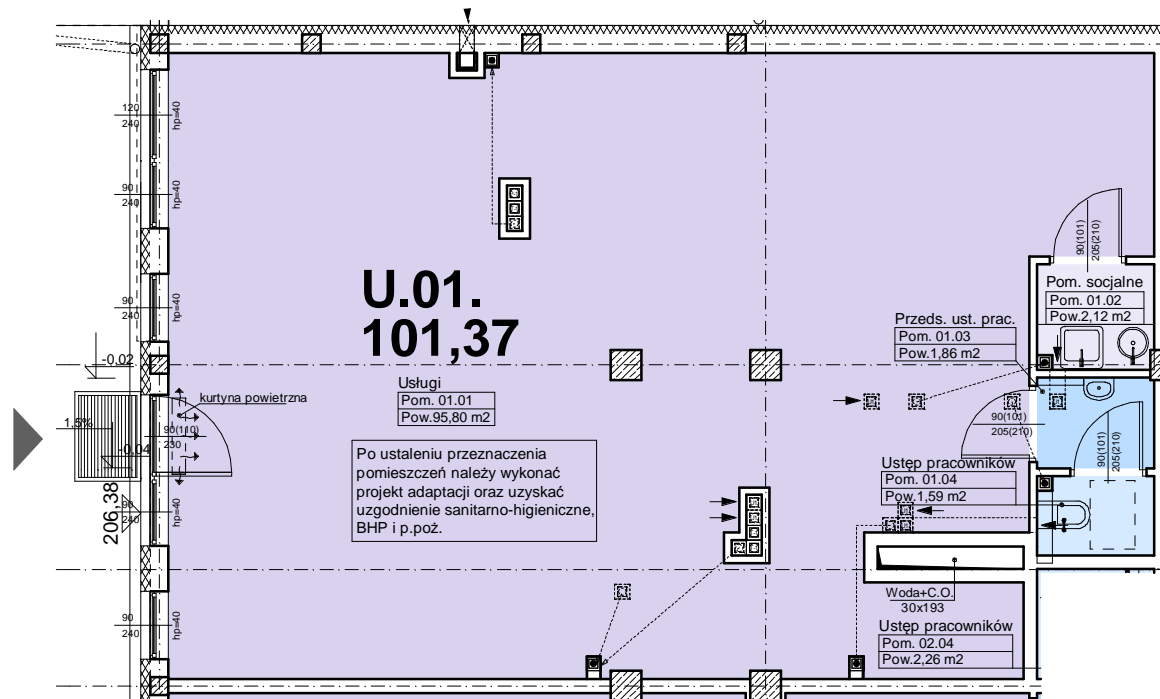 120
240
hp=40
90
240
hp=40
90(101)
205(210)
Pom. socjalne
Pom. 01.02
Pow.2,12 m2
U.01.
101,37
90
240
hp=40
Przeds. ust. prac.
Pom. 01.03
Pow.1,86 m2
-0.02
Usługi
Pom. 01.01
Pow.95,80 m2
kurtyna powietrzna
1,5%
90(110)
230
-0.04
90(101)
205(210)
90(101)
205(210)
Po ustaleniu przeznaczenia
pomieszczeń należy wykonać
projekt adaptacji oraz uzyskać
uzgodnienie sanitarno-higieniczne,
BHP i p.poż.
Ustęp pracowników
Pom. 01.04
Pow.1,59 m2
206.38
90
240
hp=40
Woda+C.O.
30x193
90
240
hp=40
Ustęp pracowników
Pom. 02.04
Pow.2,26 m2